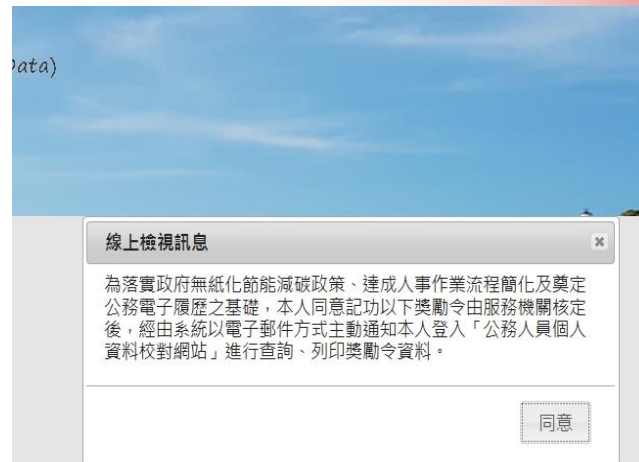 線上檢視訊息
為落實政府無紙化節能減碳政策、達成人事作業流程簡化及奠定
公務電子履歷之基礎，本人同意記功以下獎勵令由服務機關核定
後，經由系統以電子郵件方式主動通知本人登入「公務人員個人
資料校對網站」進行查詢、列印獎勵令資料。
同意